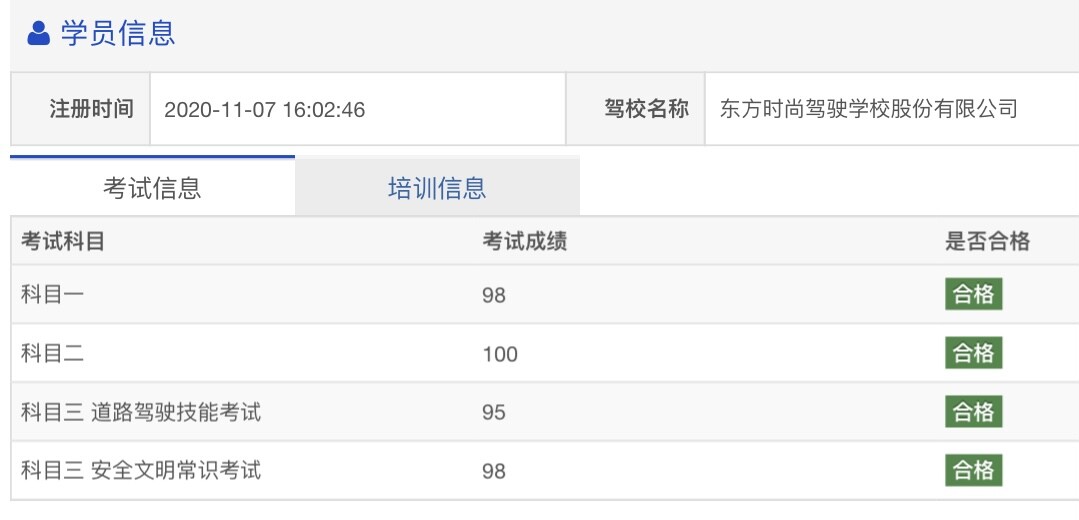 学员信息
注册时间 2020-11-07 16:02:46 驾校名称 东方时尚驾驶学校股份有限公司
考试信息 培训信息
考试科目 考试成绩 是否合格
科目一 98 合格
科目二 100 合格
科目三 道路驾驶技能考试 95 合格
科目三 安全文明常识考试 98 合格